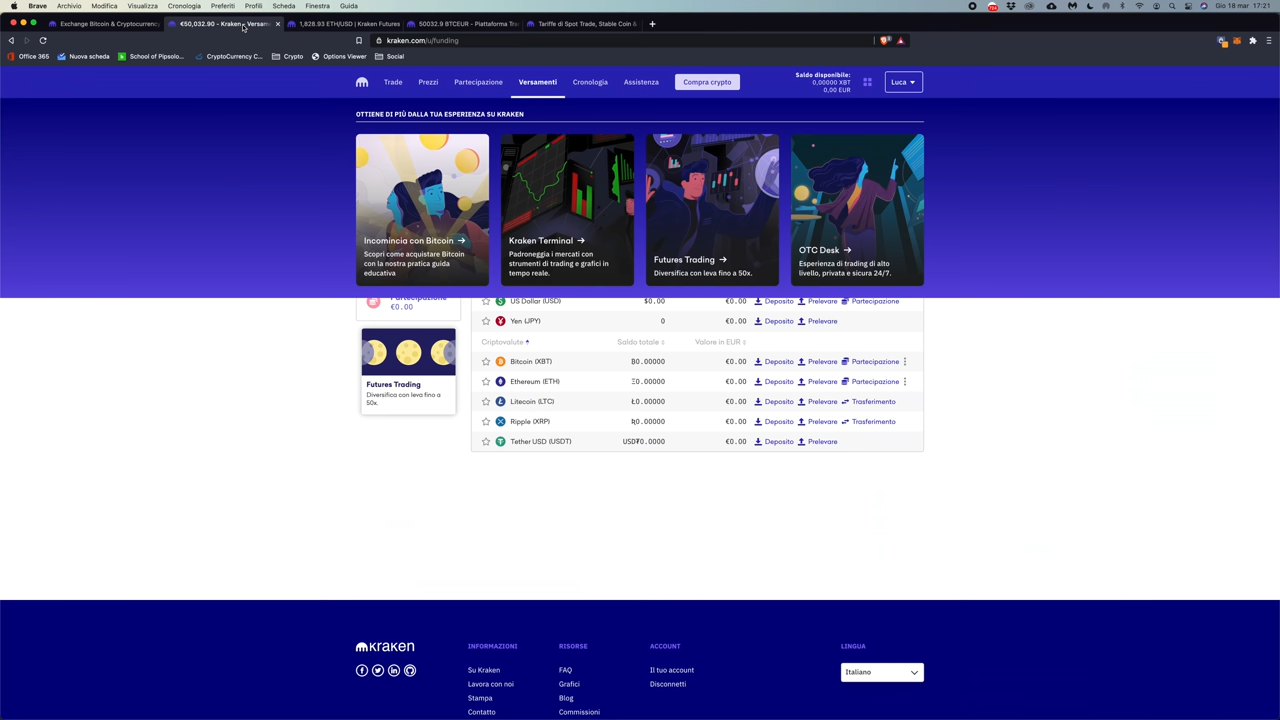 Brave Archivio Modifica Visualizza Cronologia Preferiti Profili Scheda Finestra Guida Gio 18 mar 17:21
Exchange Bitcoin & Cryptocurrency €50,032.90 - Kraken - Versam 1,828.93 ETH/USD | Kraken Futures 50032.9 BTCEUR - Piattaforma Tra Tariffe di Spot Trade, Stable Coin &
kraken.com/u/funding
Office 365 Nuova scheda School of Pipsolo... CryptoCurrency C... Crypto Options Viewer Social
Trade Prezzi Partecipazione Versamenti Cronologia Assistenza Compra crypto
Saldo disponibile:
0,00000 XBT
0,00 EUR
Luca
OTTIENE DI PIÙ DALLA TUA ESPERIENZA SU KRAKEN
Incomincia con Bitcoin →
Scopri come acquistare Bitcoin
con la nostra pratica guida
educativa
Kraken Terminal →
Padroneggia i mercati con
strumenti di trading e grafici in
tempo reale.
Futures Trading →
Diversifica con leva fino a 50x.
OTC Desk →
Esperienza di trading di alto
livello, privata e sicura 24/7.
Partecipazione
€0.00
Futures Trading
Diversifica con leva fino a
50x.
US Dollar (USD) $0.00 €0.00 Deposito Prelevare Partecipazione
Yen (JPY) 0 €0.00 Deposito Prelevare
Criptovalute Saldo totale Valore in EUR
Bitcoin (XBT) ₿0.00000 €0.00 Deposito Prelevare Partecipazione
Ethereum (ETH) Ξ0.00000 €0.00 Deposito Prelevare Partecipazione
Litecoin (LTC) Ł0.00000 €0.00 Deposito Prelevare Trasferimento
Ripple (XRP) 0.00000 €0.00 Deposito Prelevare Trasferimento
Tether USD (USDT) USD₮0.0000 €0.00 Deposito Prelevare
kraken
INFORMAZIONI
Su Kraken
Lavora con noi
Stampa
Contatto
RISORSE
FAQ
Grafici
Blog
Commissioni
ACCOUNT
Il tuo account
Disconnetti
LINGUA
Italiano